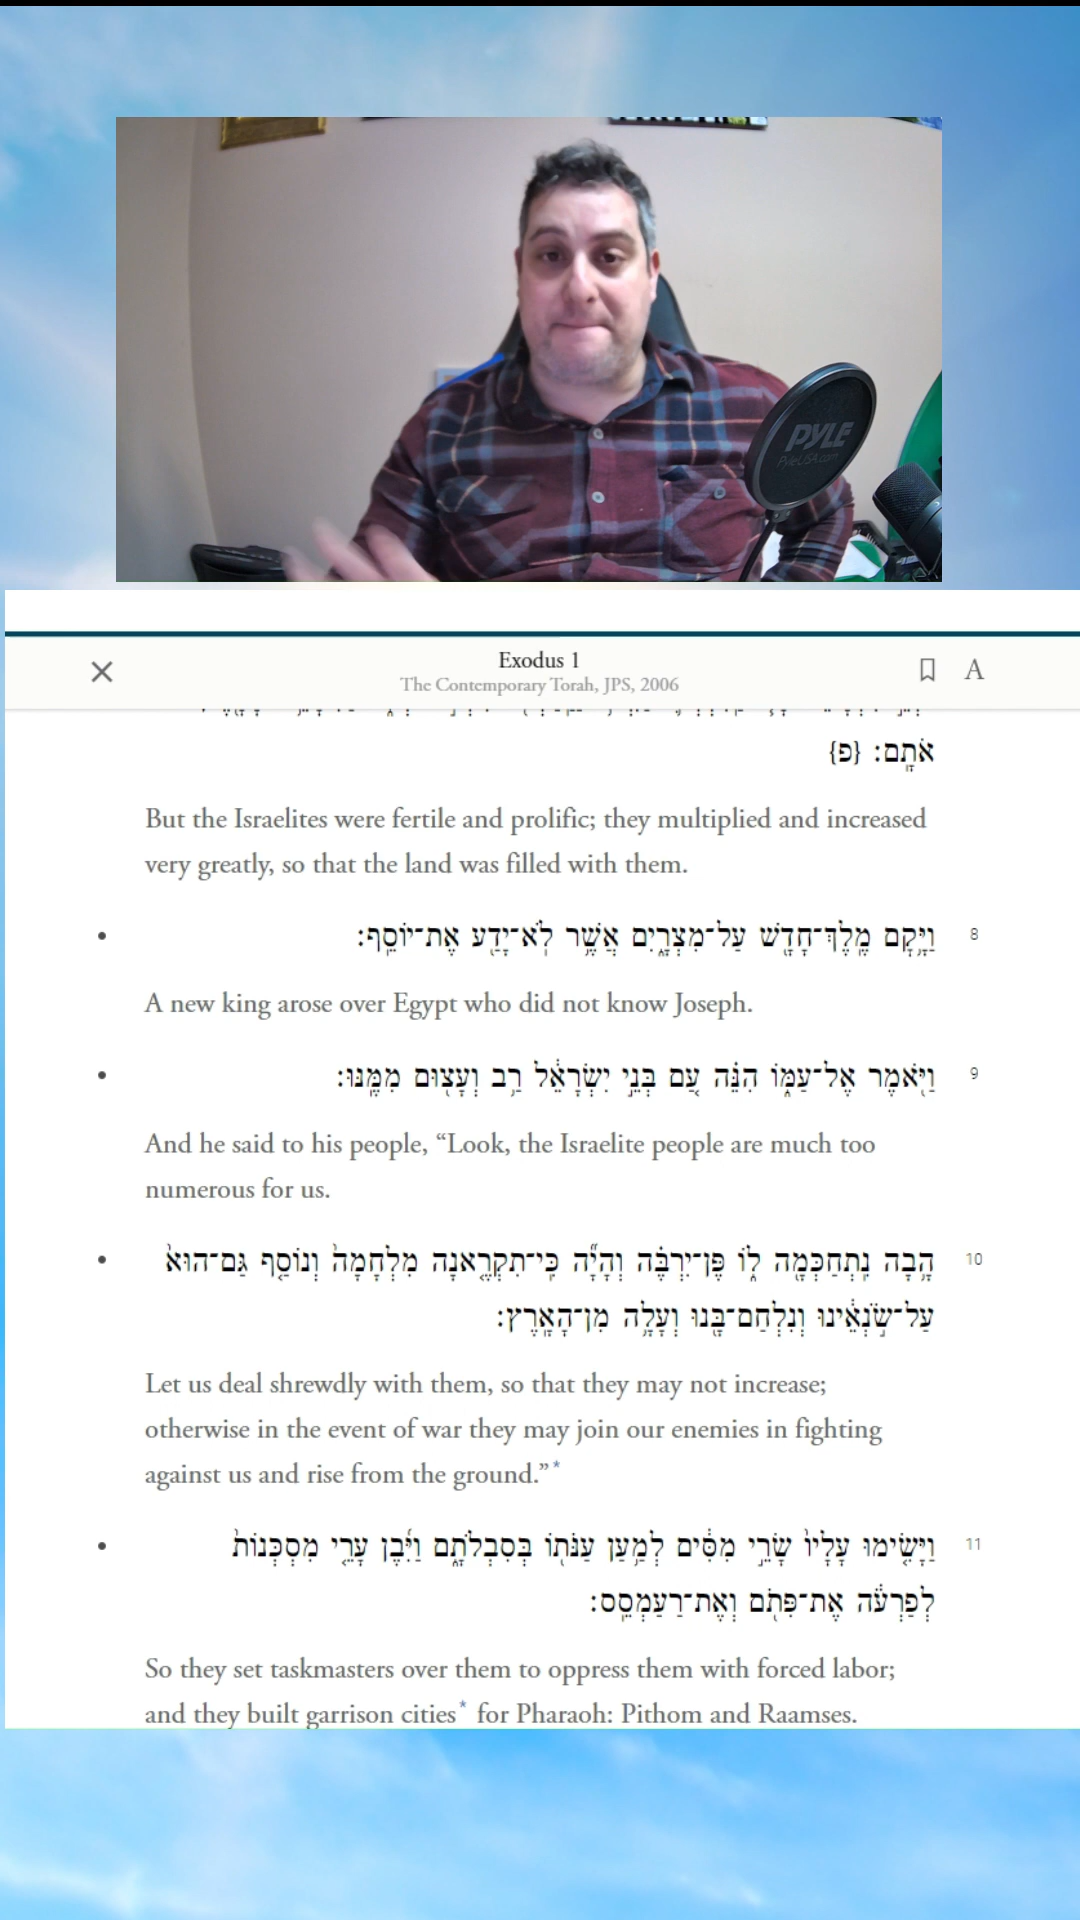 PYLE
PyleUSA.com
Exodus 1
The Contemporary Torah, JPS, 2006
אֹתָֽם׃ {פ}
But the Israelites were fertile and prolific; they multiplied and increased
very greatly, so that the land was filled with them.
וַיָּ֥קׇם מֶֽלֶךְ־חָדָ֖שׁ עַל־מִצְרָ֑יִם אֲשֶׁ֥ר לֹֽא־יָדַ֖ע אֶת־יוֹסֵֽף׃ 8
A new king arose over Egypt who did not know Joseph.
וַיֹּ֖אמֶר אֶל־עַמּ֑וֹ הִנֵּ֗ה עַ֚ם בְּנֵ֣י יִשְׂרָאֵ֔ל רַ֥ב וְעָצ֖וּם מִמֶּֽנּוּ׃ 9
And he said to his people, “Look, the Israelite people are much too
numerous for us.
הָ֥בָה נִֽתְחַכְּמָ֖ה ל֑וֹ פֶּן־יִרְבֶּ֗ה וְהָיָ֞ה כִּֽי־תִקְרֶ֤אנָה מִלְחָמָה֙ וְנוֹסַ֤ף גַּם־הוּא֙ 10
עַל־שֹׂ֣נְאֵ֔ינוּ וְנִלְחַם־בָּ֖נוּ וְעָלָ֥ה מִן־הָאָֽרֶץ׃
Let us deal shrewdly with them, so that they may not increase;
otherwise in the event of war they may join our enemies in fighting
against us and rise from the ground.”*
וַיָּשִׂ֤ימוּ עָלָיו֙ שָׂרֵ֣י מִסִּ֔ים לְמַ֥עַן עַנֹּת֖וֹ בְּסִבְלֹתָ֑ם וַיִּ֜בֶן עָרֵ֤י מִסְכְּנוֹת֙ 11
לְפַרְעֹ֔ה אֶת־פִּתֹ֖ם וְאֶת־רַעַמְסֵֽס׃
So they set taskmasters over them to oppress them with forced labor;
and they built garrison cities* for Pharaoh: Pithom and Raamses.